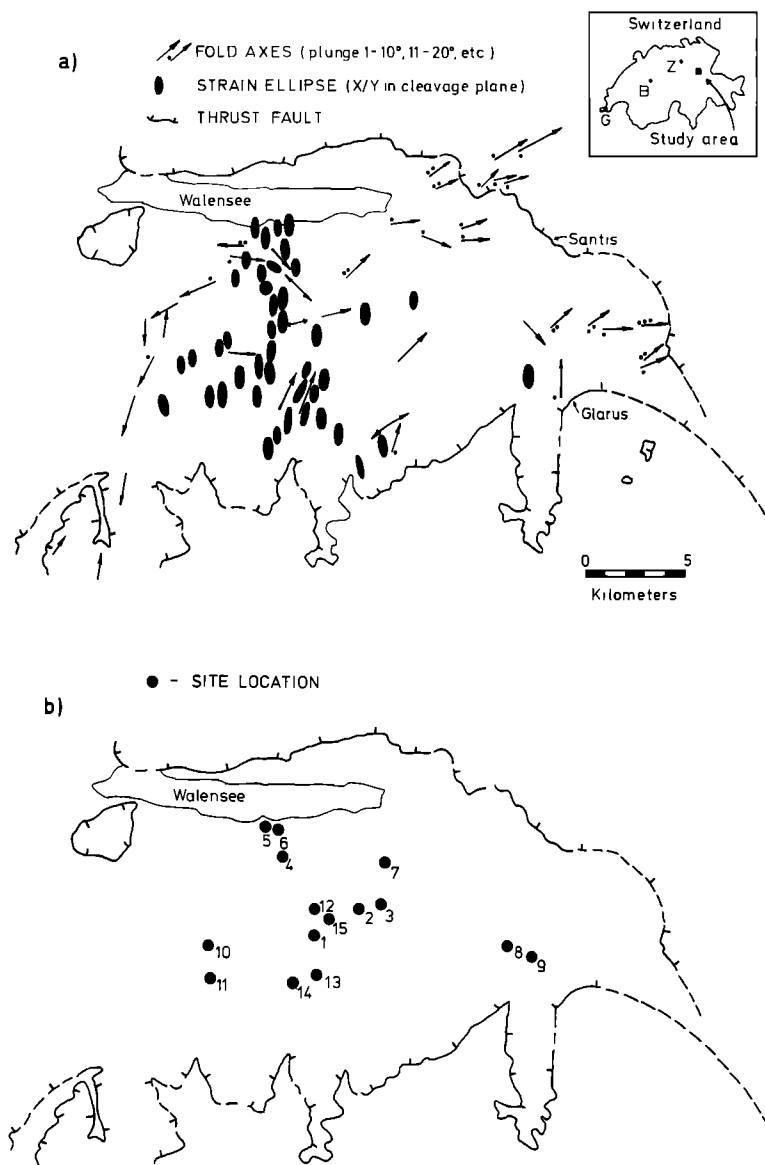 a)
FOLD AXES (plunge 1-10°, 11-20°, etc)
STRAIN ELLIPSE (X/Y in cleavage plane)
THRUST FAULT
Switzerland
Z
B
G
Study area
Walensee
Santis
Glarus
0 5
Kilometers
b)
- SITE LOCATION
Walensee
5
6
4
7
12
2
3
15
1
10
8
9
11
14
13